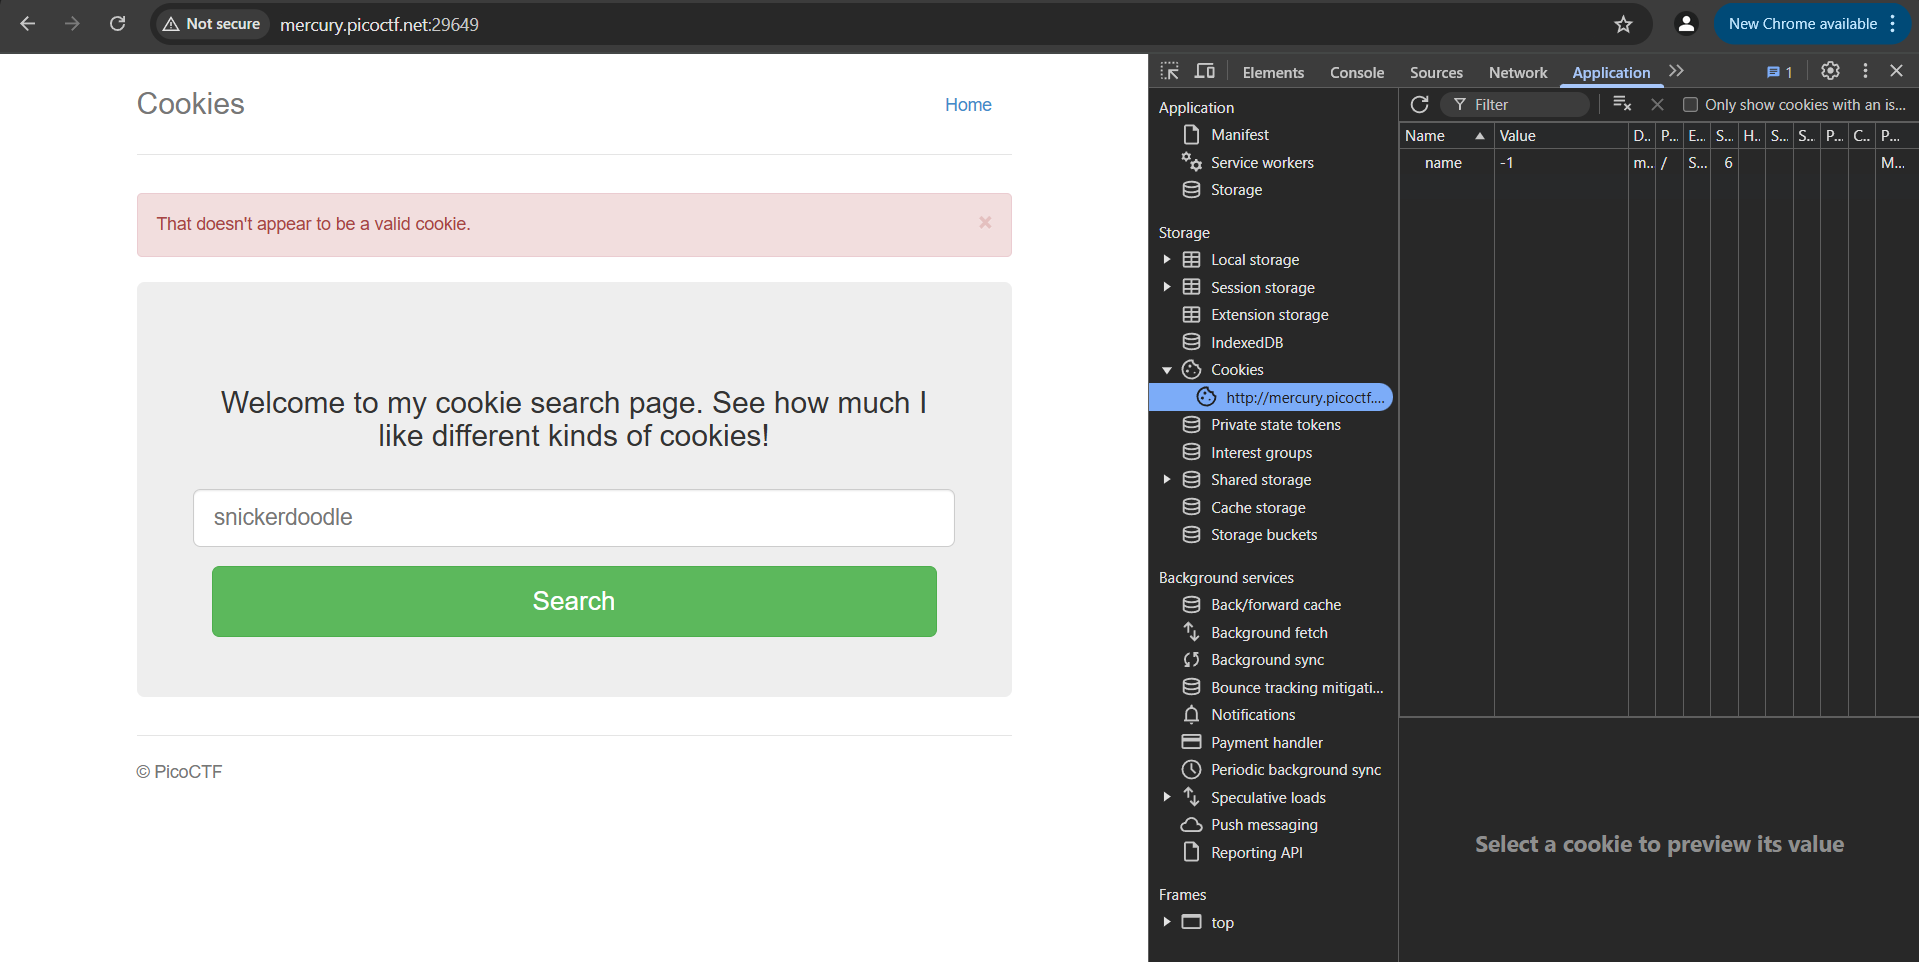 Not secure mercury.picoctf.net:29649 New Chrome available
Cookies Home
That doesn't appear to be a valid cookie. ×
Welcome to my cookie search page. See how much I
like different kinds of cookies!
snickerdoodle
Search
© PicoCTF
Elements Console Sources Network Application 1
Application
Manifest
Service workers
Storage
Storage
Local storage
Session storage
Extension storage
IndexedDB
Cookies
http://mercury.picoctf....
Private state tokens
Interest groups
Shared storage
Cache storage
Storage buckets
Background services
Back/forward cache
Background fetch
Background sync
Bounce tracking mitigati...
Notifications
Payment handler
Periodic background sync
Speculative loads
Push messaging
Reporting API
Frames
top
Filter Only show cookies with an is...
Name Value D.. P... E... S... H.. S... S... P... C.. P...
name -1 m.. / S... 6 M...
Select a cookie to preview its value